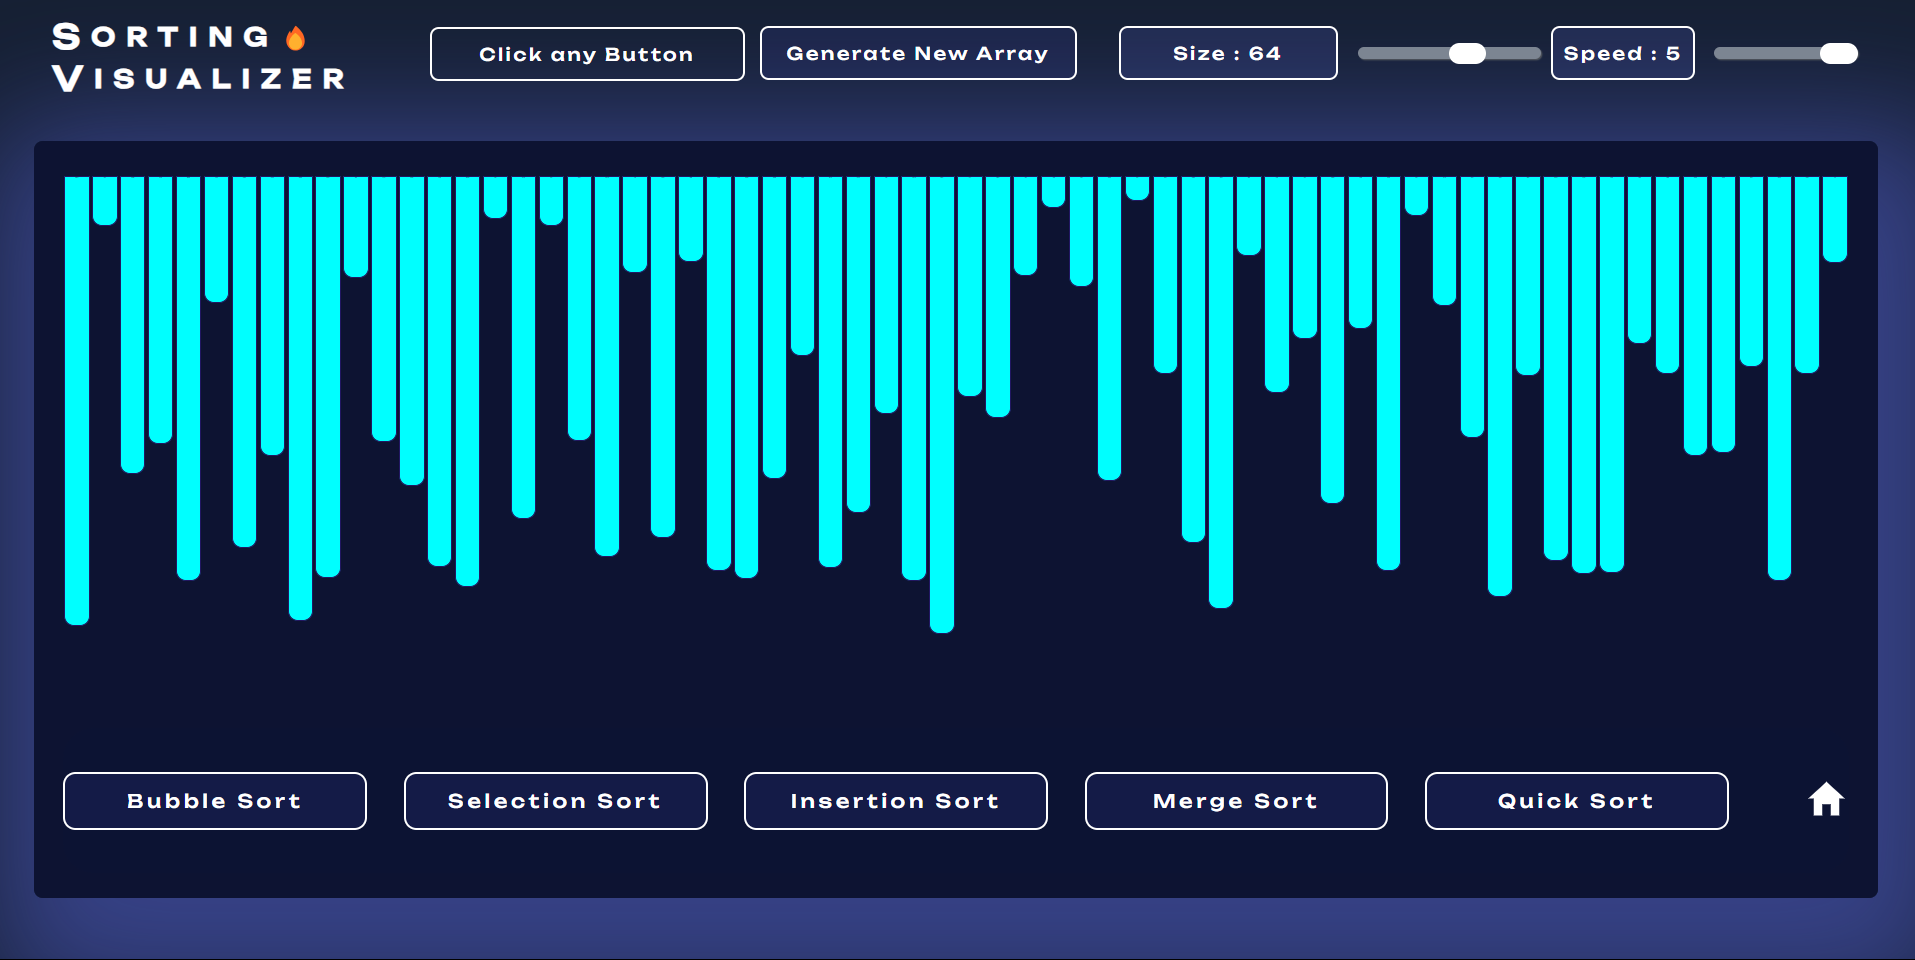 SORTING🔥
VISUALIZER
Click any Button
Generate New Array
Size : 64
Speed : 5
Bubble Sort
Selection Sort
Insertion Sort
Merge Sort
Quick Sort